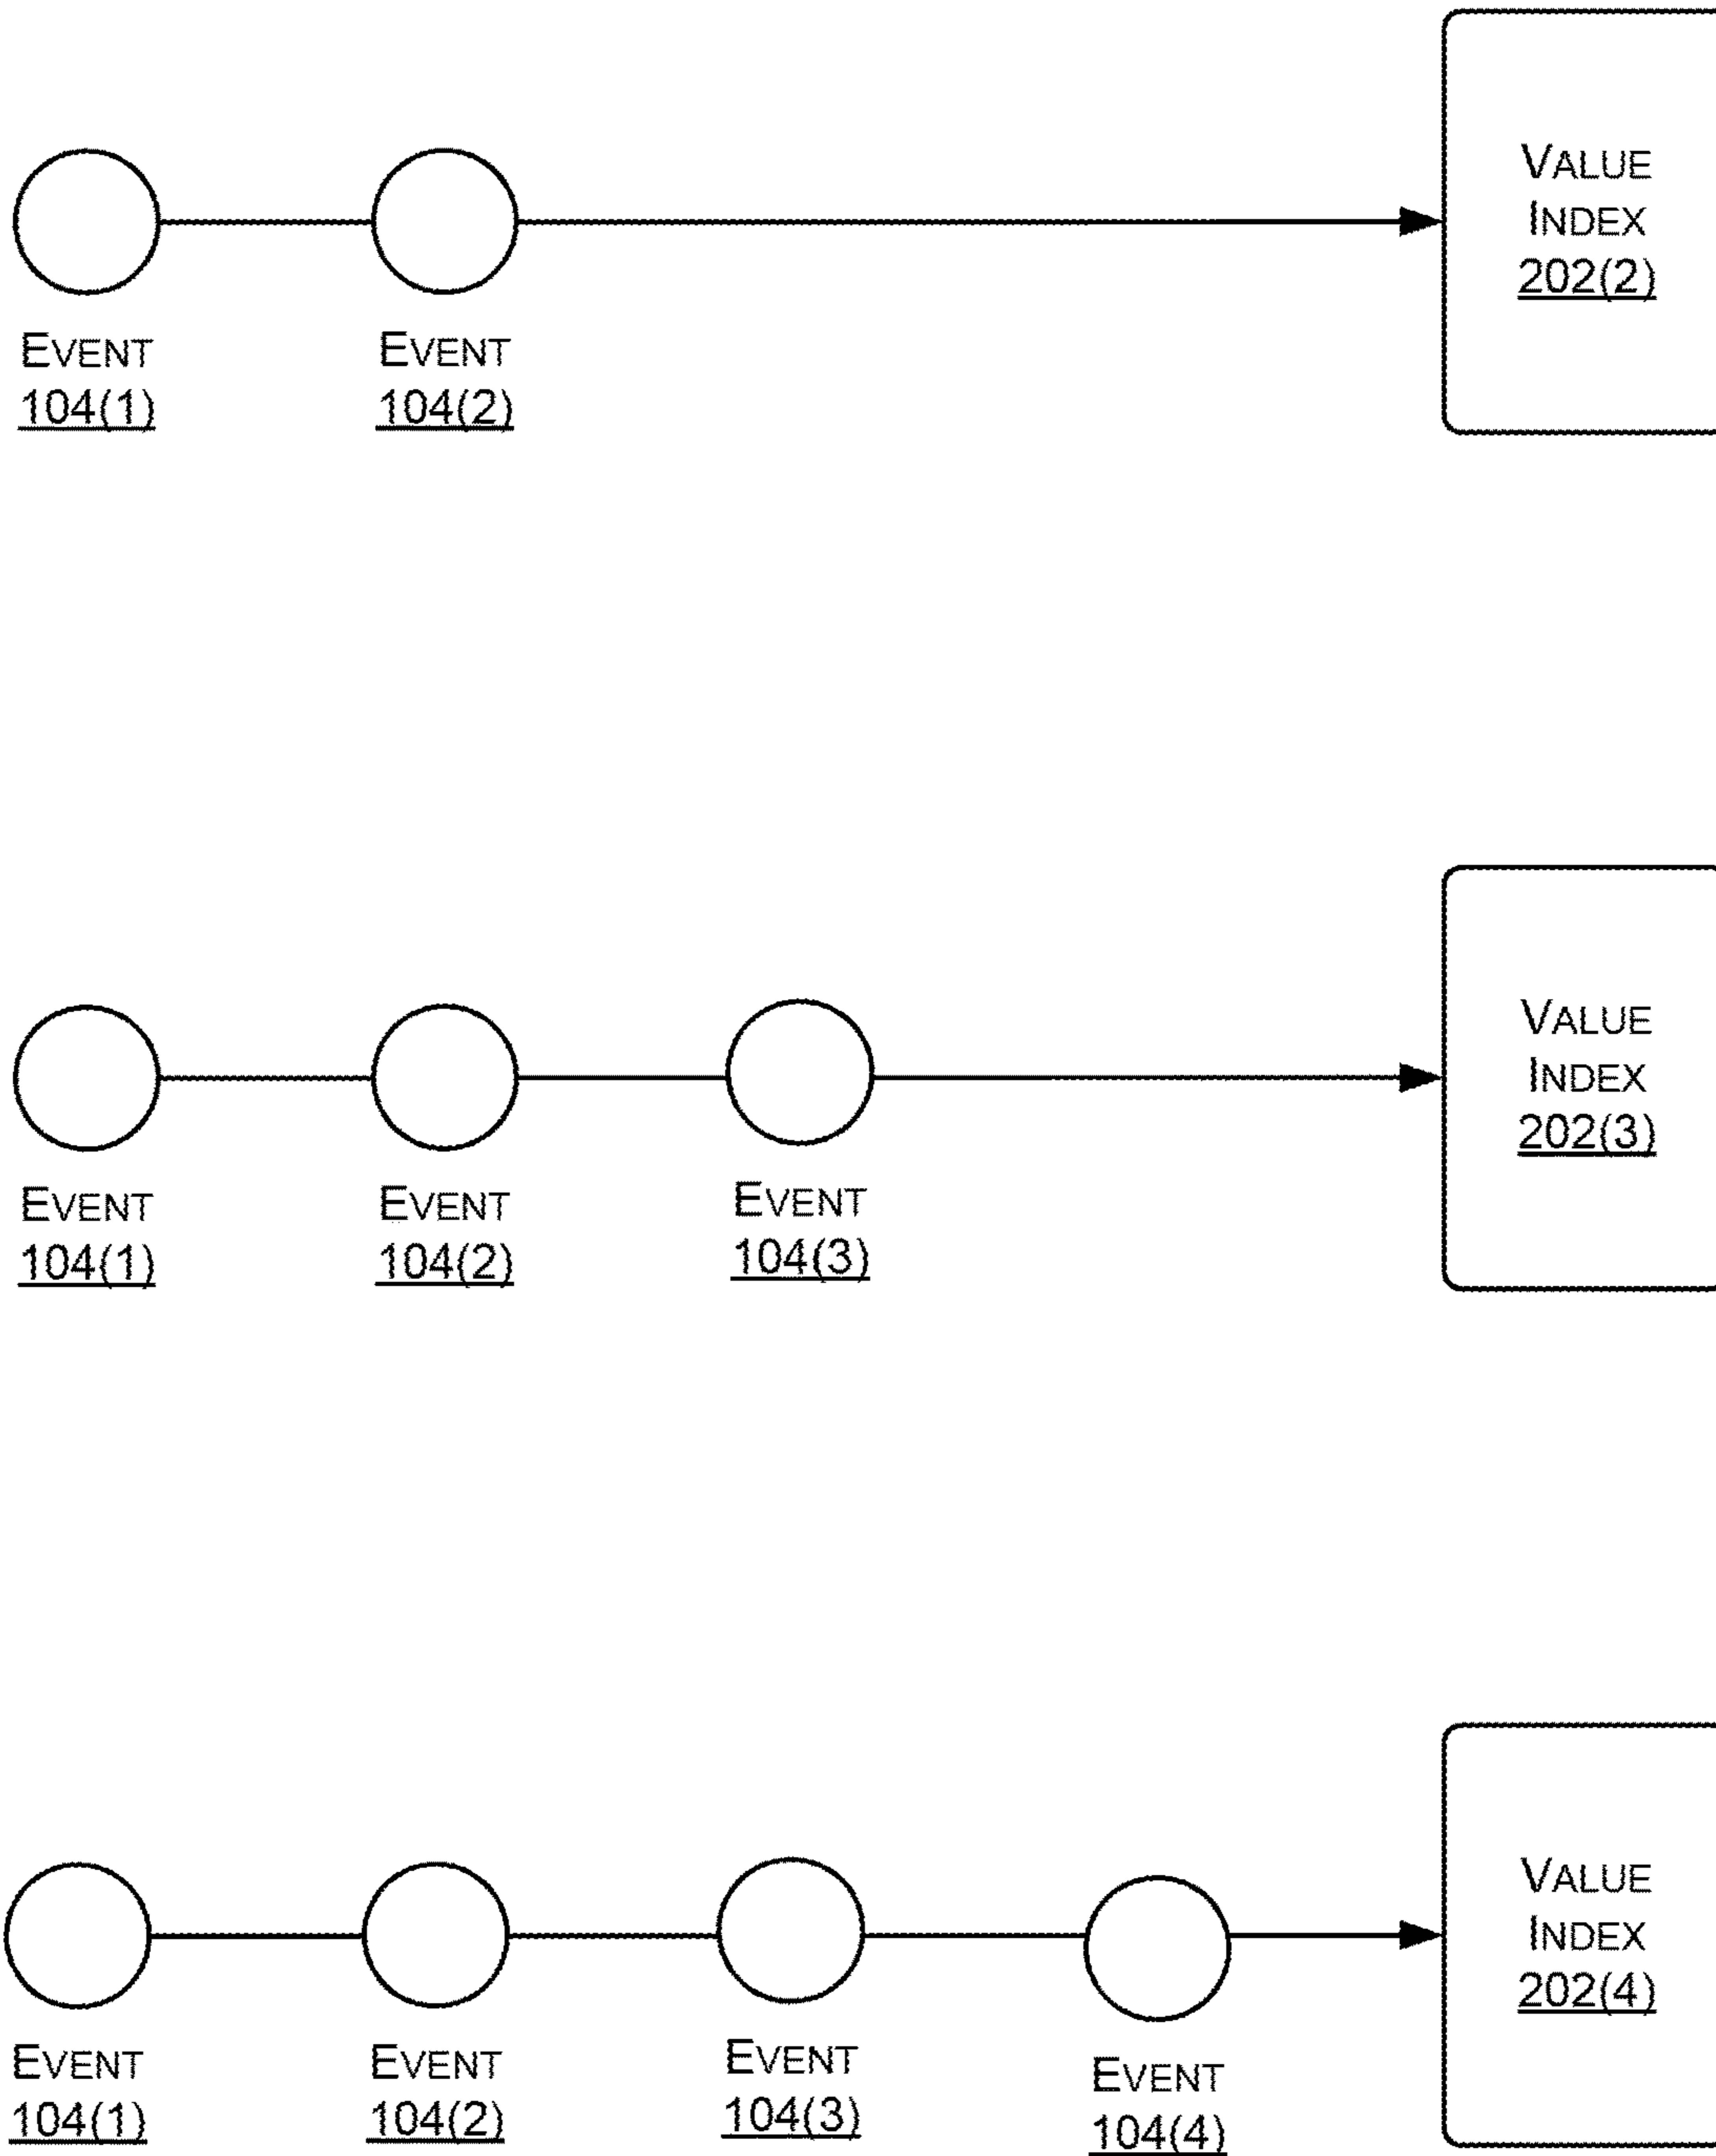 VALUE
INDEX
202(2)
EVENT
104(1)
EVENT
104(2)
VALUE
INDEX
202(3)
EVENT
104(1)
EVENT
104(2)
EVENT
104(3)
VALUE
INDEX
202(4)
EVENT
104(1)
EVENT
104(2)
EVENT
104(3)
EVENT
104(4)